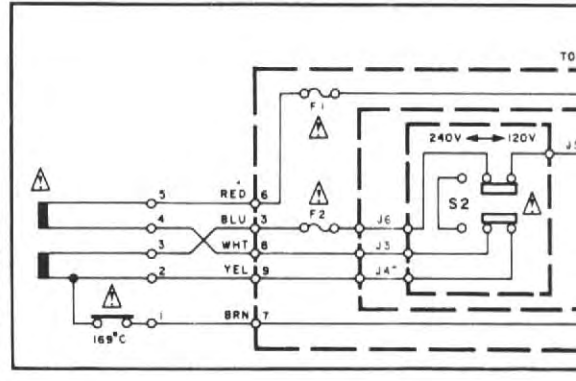 TO
F1
240V 120V
J5
5 RED 6
F2
4 BLU 3 J6
S2
3 WHT 8 J3
2 YEL 9 J4
1 BRN 7
169°C